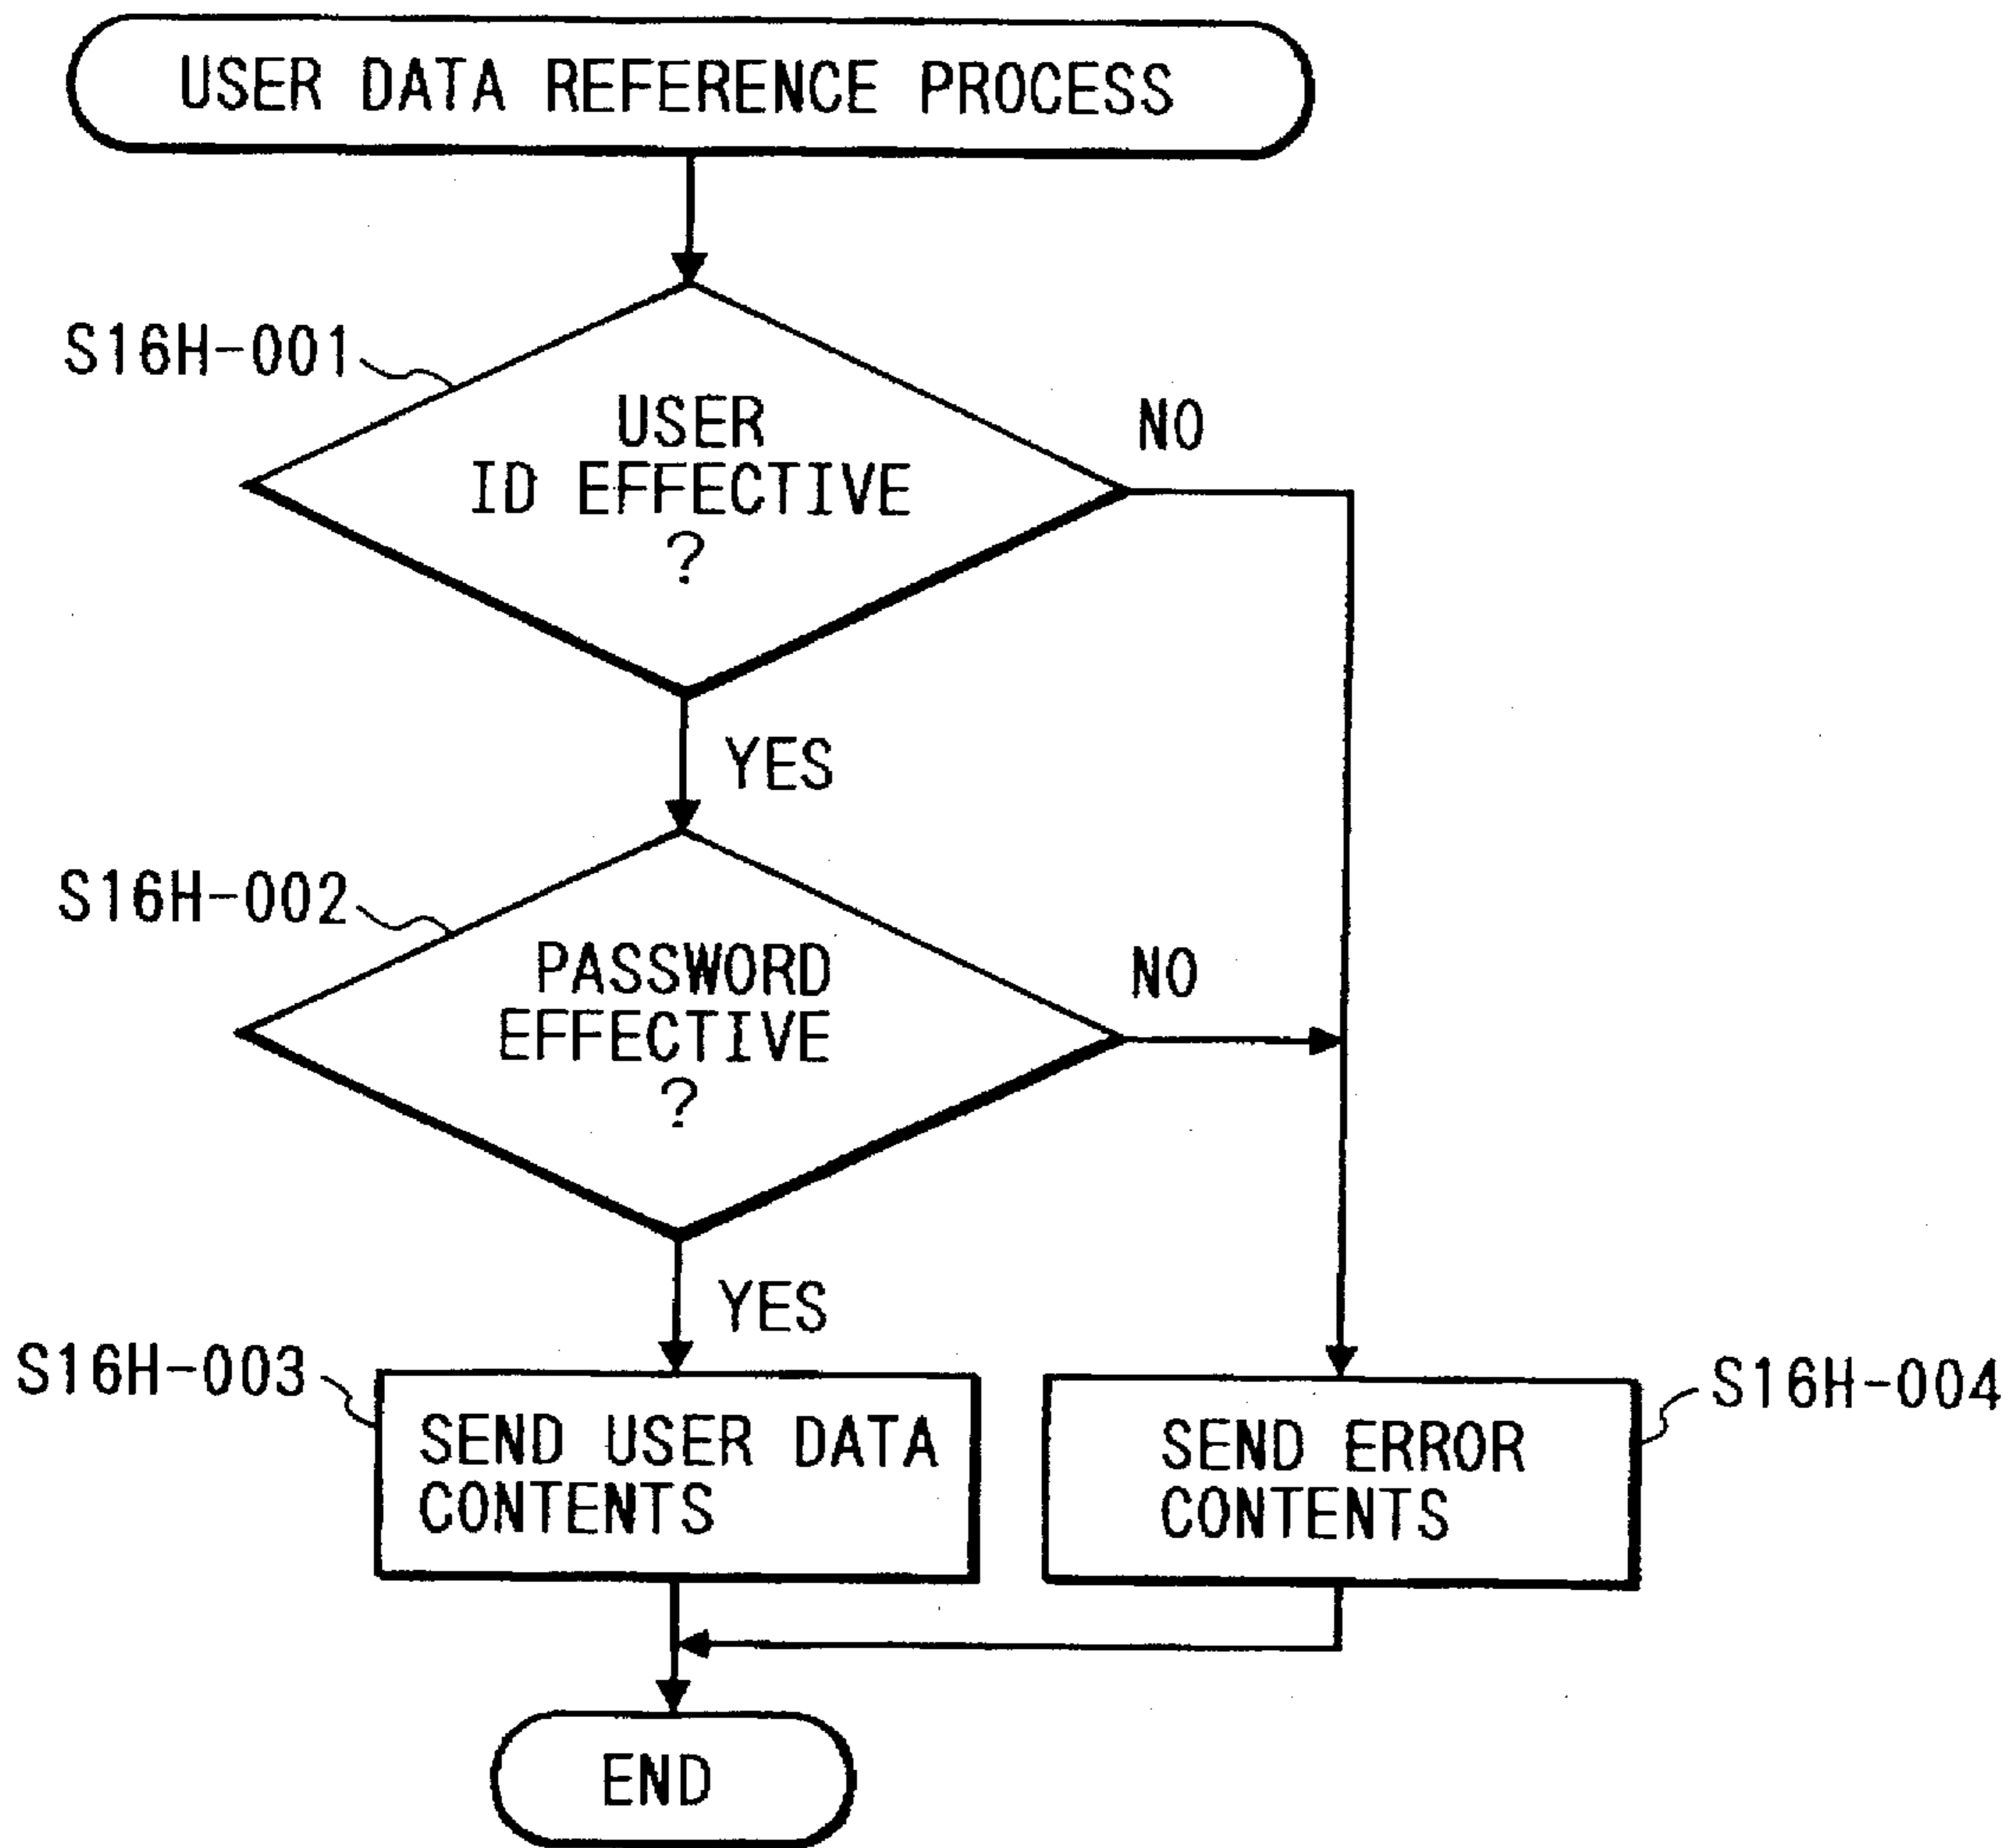 USER DATA REFERENCE PROCESS
S16H-001
USER
ID EFFECTIVE
?
NO
YES
S16H-002
PASSWORD
EFFECTIVE
?
NO
YES
S16H-003
SEND USER DATA
CONTENTS
S16H-004
SEND ERROR
CONTENTS
END